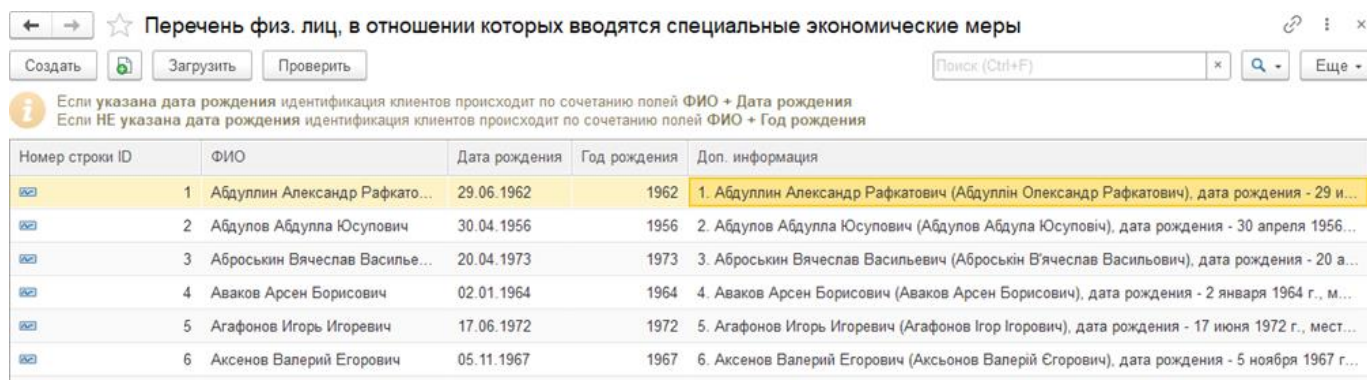 Перечень физ. лиц, в отношении которых вводятся специальные экономические меры
Создать Загрузить Проверить Поиск (Ctrl+F) × Еще
Если указана дата рождения идентификация клиентов происходит по сочетанию полей ФИО + Дата рождения
Если НЕ указана дата рождения идентификация клиентов происходит по сочетанию полей ФИО + Год рождения
Номер строки ID ФИО Дата рождения Год рождения Доп. информация
1 Абдуллин Александр Рафкато... 29.06.1962 1962 1. Абдуллин Александр Рафкатович (Абдуллін Олександр Рафкатович), дата рождения - 29 и...
2 Абдулов Абдулла Юсупович 30.04.1956 1956 2. Абдулов Абдулла Юсупович (Абдулов Абдула Юсуповіч), дата рождения - 30 апреля 1956...
3 Аброськин Вячеслав Василье... 20.04.1973 1973 3. Аброськин Вячеслав Васильевич (Аброськін В'ячеслав Васильович), дата рождения - 20 а...
4 Аваков Арсен Борисович 02.01.1964 1964 4. Аваков Арсен Борисович (Аваков Арсен Борисович), дата рождения - 2 января 1964 г., м...
5 Агафонов Игорь Игоревич 17.06.1972 1972 5. Агафонов Игорь Игоревич (Агафонов Ігор Ігорович), дата рождения - 17 июня 1972 г., мест...
6 Аксенов Валерий Егорович 05.11.1967 1967 6. Аксенов Валерий Егорович (Аксьонов Валерій Єгорович), дата рождения - 5 ноября 1967 г...